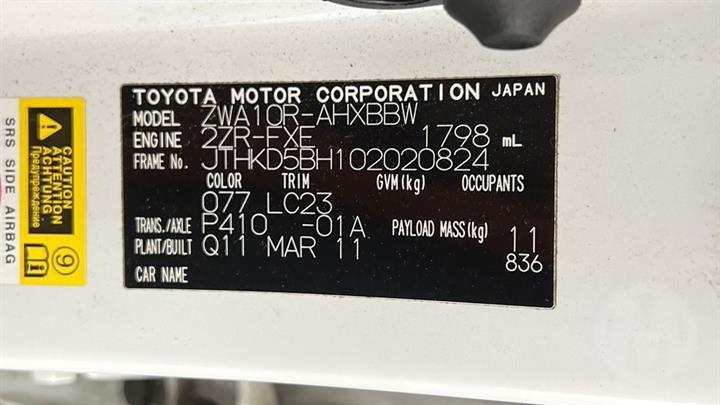 TOYOTA MOTOR CORPORATION JAPAN
MODEL ZWA10R-AHXBBW
ENGINE 2ZR-FXE 1798 mL
FRAME No. JTHKD5BH102020824
COLOR TRIM GVM(kg) OCCUPANTS
077 LC23
TRANS./AXLE P410 -01A PAYLOAD MASS(kg) 11
PLANT/BUILT Q11 MAR 11 836
CAR NAME
CAUTION
ATTENTION
ACHTUNG
Предупреждение
9
SRS SIDE AIRBAG